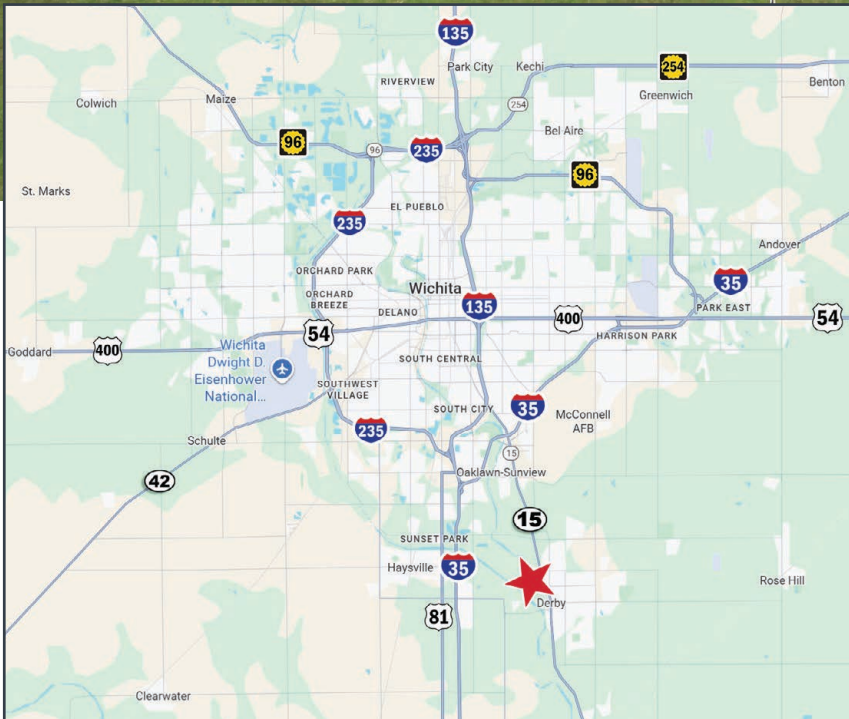 135
Park City
Kechi
254
RIVERVIEW
Benton
Colwich
Maize
Greenwich
254
96
96
235
Bel Aire
96
St. Marks
EL PUEBLO
235
Andover
ORCHARD PARK
35
Wichita
ORCHARD
BREEZE
135
PARK EAST
DELANO
400
54
54
HARRISON PARK
Goddard
400
Wichita
Dwight D.
Eisenhower
National...
SOUTH CENTRAL
SOUTHWEST
VILLAGE
SOUTH CITY
35
McConnell
AFB
235
Schulte
15
Oaklawn-Sunview
42
15
SUNSET PARK
Haysville
35
Rose Hill
Derby
81
Clearwater